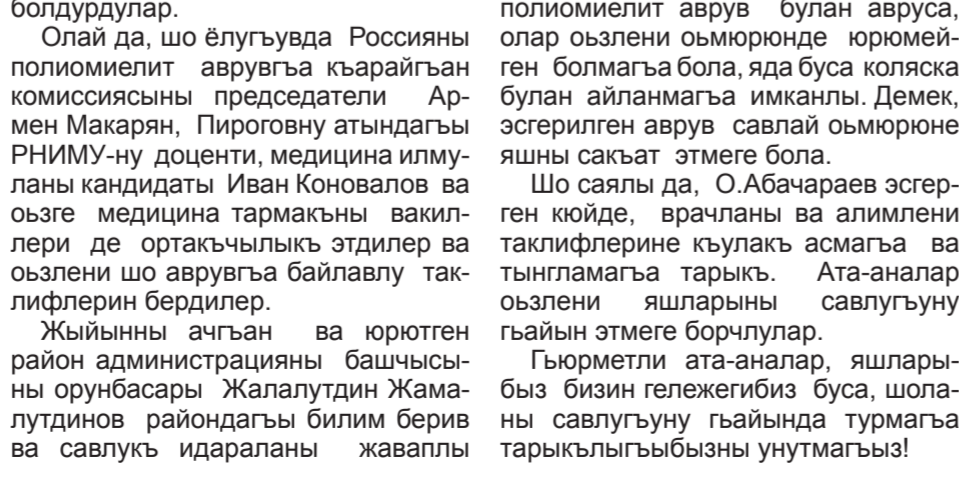 болдурдулар.
Олай да, шо ёлугъувда Россияны
полиомиелит аврувгъа къарайгъан
комиссиясыны председатели Ар-
мен Макарян, Пироговну атындагъы
РНИМУ-ну доценти, медицина илму-
ланы кандидаты Иван Коновалов ва
оьзге медицина тармакъны вакил-
лери де ортакъчылыкъ этдилер ва
оьзлени шо аврувгъа байлавлу так-
лифлерин бердилер.
Жыйынны ачгъан ва юрютген
район администрацияны башчысы-
ны орунбасары Жалалутдин Жама-
лутдинов райондагъы билим берив
ва савлукъ идараланы жаваплы
полиомиелит аврув булан авруса,
олар оьзлени оьмюрюнде юрюмей-
ген болмагъа бола, яда буса коляска
булан айланмагъа имканлы. Демек,
эсгерилген аврув савлай оьмюрюне
яшны сакъат этмеге бола.
Шо саялы да, О.Абачараев эсгер-
ген кюйде, врачланы ва алимлени
таклифлерине къулакъ асмагъа ва
тынгламагъа тарыкъ. Ата-аналар
оьзлени яшларыны савлугъуну
гьайын этмеге борчлулар.
Гьюрметли ата-аналар, яшлары-
быз бизин гележегибиз буса, шола-
ны савлугъуну гьайында турмагъа
тарыкълыгъыбызны унутмагъыз!